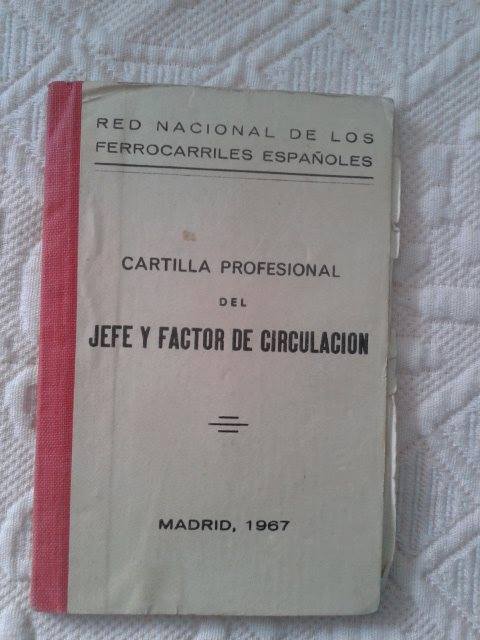 RED NACIONAL DE LOS
FERROCARRILES ESPAÑOLES
CARTILLA PROFESIONAL
DEL
JEFE Y FACTOR DE CIRCULACION
MADRID, 1967